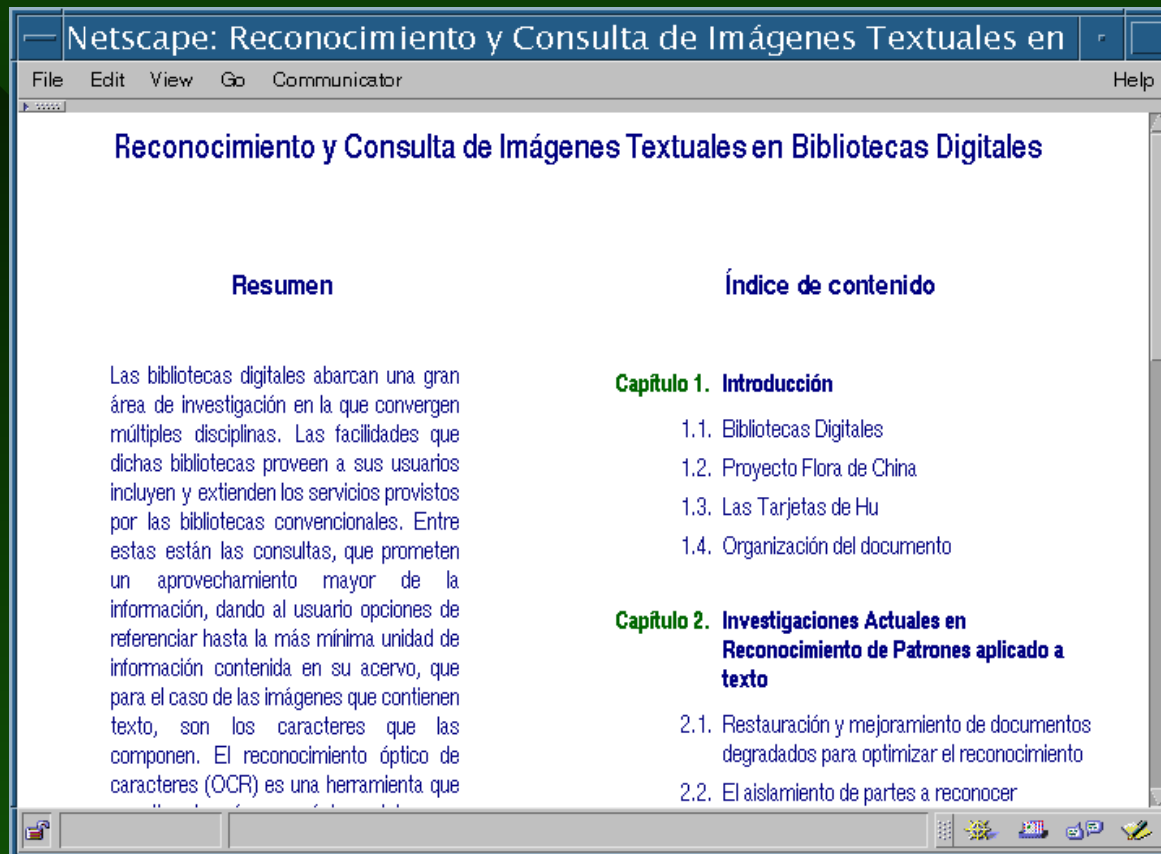 Netscape: Reconocimiento y Consulta de Imágenes Textuales en
File Edit View Go Communicator Help
Reconocimiento y Consulta de Imágenes Textuales en Bibliotecas Digitales
Resumen
Las bibliotecas digitales abarcan una gran
área de investigación en la que convergen
múltiples disciplinas. Las facilidades que
dichas bibliotecas proveen a sus usuarios
incluyen y extienden los servicios provistos
por las bibliotecas convencionales. Entre
estas están las consultas, que prometen
un aprovechamiento mayor de la
información, dando al usuario opciones de
referenciar hasta la más mínima unidad de
información contenida en su acervo, que
para el caso de las imágenes que contienen
texto, son los caracteres que las
componen. El reconocimiento óptico de
caracteres (OCR) es una herramienta que
Índice de contenido
Capítulo 1. Introducción
1.1. Bibliotecas Digitales
1.2. Proyecto Flora de China
1.3. Las Tarjetas de Hu
1.4. Organización del documento
Capítulo 2. Investigaciones Actuales en
Reconocimiento de Patrones aplicado a
texto
2.1. Restauración y mejoramiento de documentos
degradados para optimizar el reconocimiento
2.2. El aislamiento de partes a reconocer